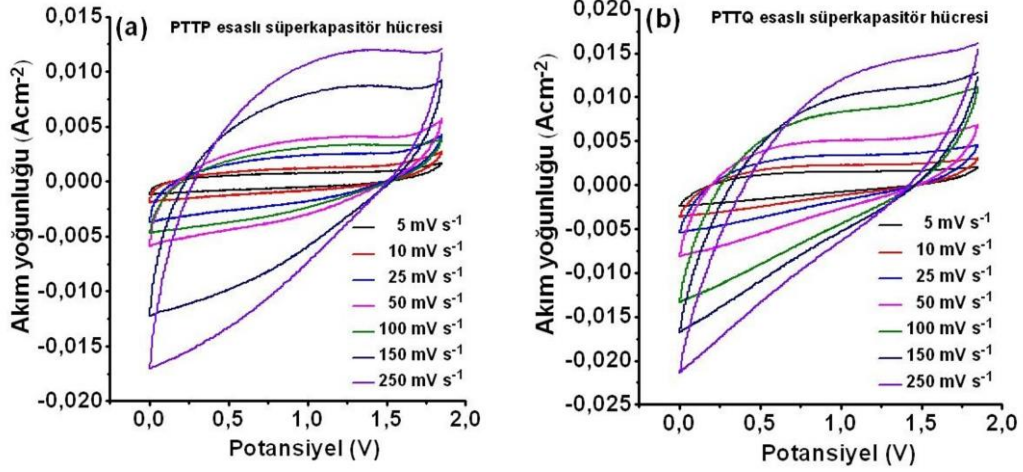 (a) PTTP esaslı süperkapasitör hücresi
Akım yoğunluğu (Acm-2)
0,015
0,010
0,005
0,000
-0,005
-0,010
-0,015
-0,020
5 mV s-1
10 mV s-1
25 mV s-1
50 mV s-1
100 mV s-1
150 mV s-1
250 mV s-1
0,0 0,5 1,0 1,5 2,0
Potansiyel (V)
(b) PTTQ esaslı süperkapasitör hücresi
Akım yoğunluğu (Acm-2)
0,020
0,015
0,010
0,005
0,000
-0,005
-0,010
-0,015
-0,020
-0,025
5 mV s-1
10 mV s-1
25 mV s-1
50 mV s-1
100 mV s-1
150 mV s-1
250 mV s-1
0,0 0,5 1,0 1,5 2,0
Potansiyel (V)